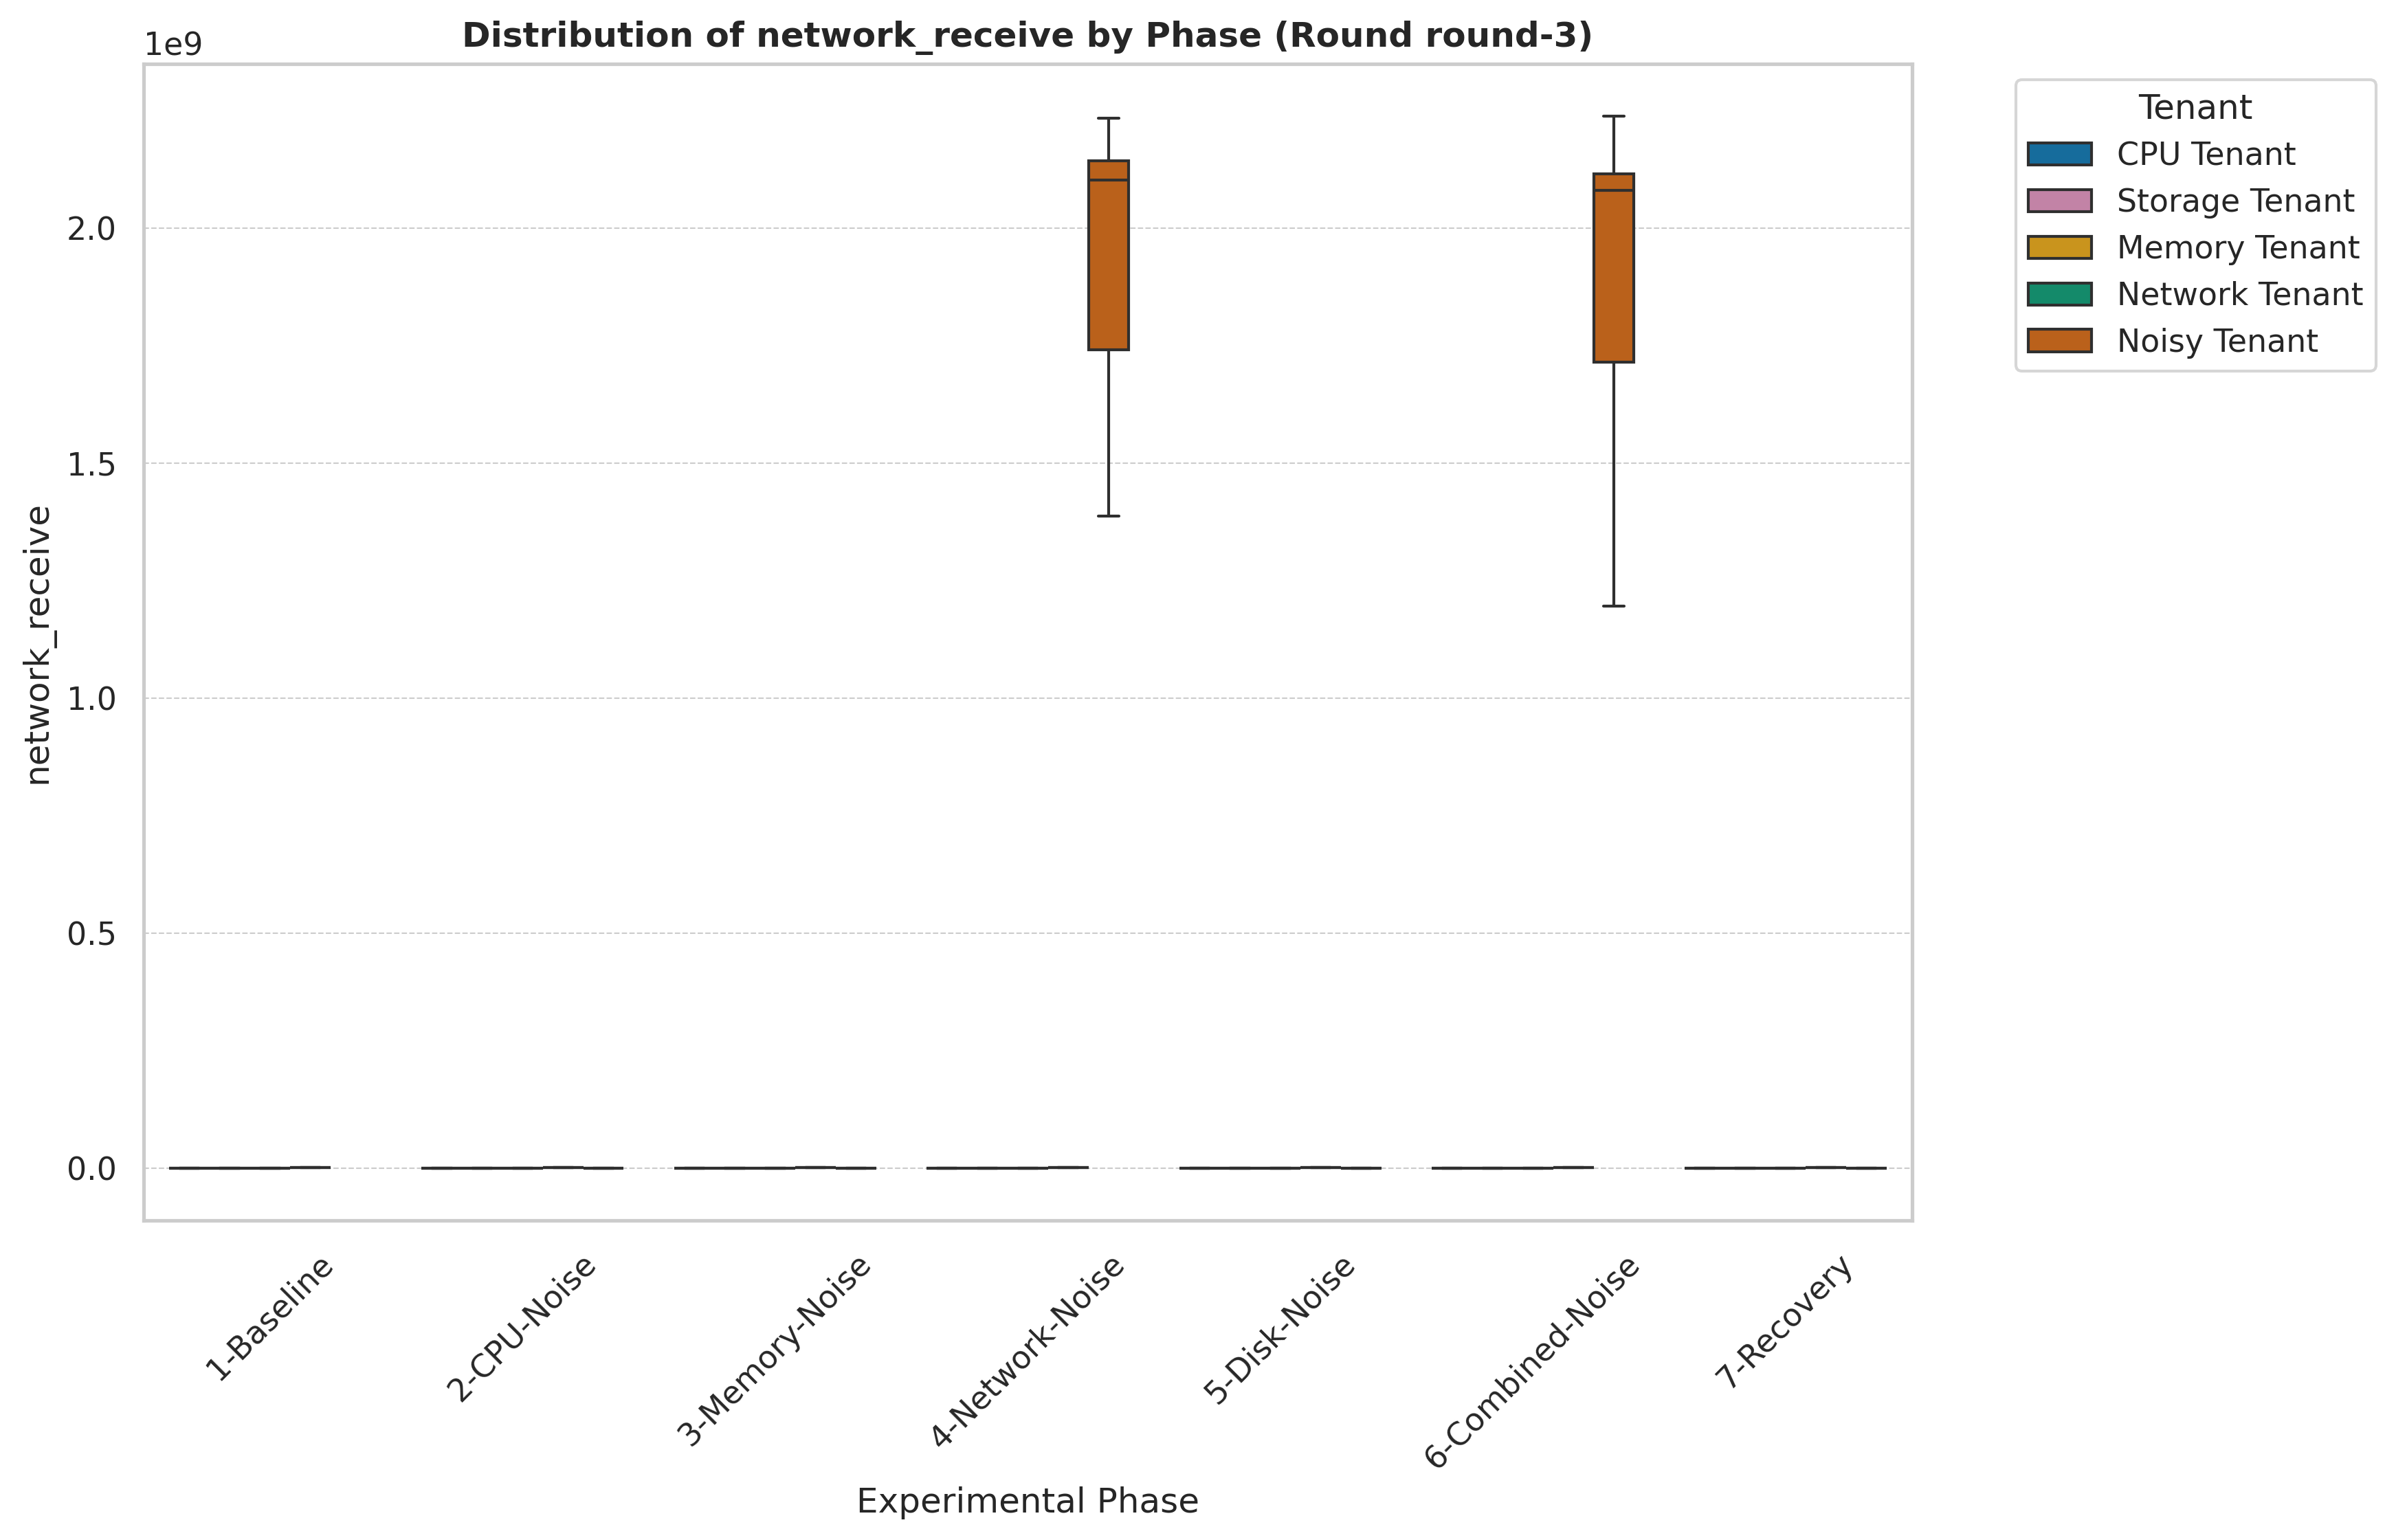 Distribution of network_receive by Phase (Round round-3)
1e9
2.0
1.5
1.0
0.5
0.0
network_receive
1-Baseline
2-CPU-Noise
3-Memory-Noise
4-Network-Noise
5-Disk-Noise
6-Combined-Noise
7-Recovery
Experimental Phase
Tenant
CPU Tenant
Storage Tenant
Memory Tenant
Network Tenant
Noisy Tenant